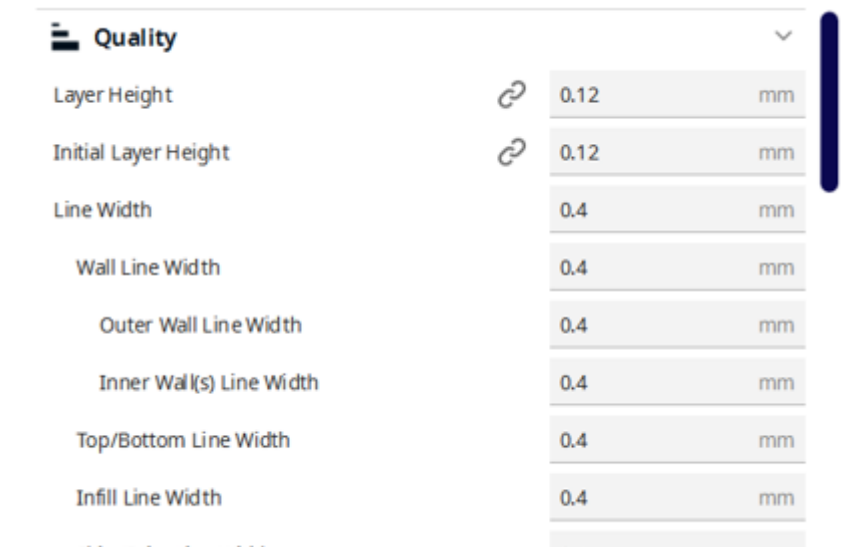 Quality
Layer Height 0.12 mm
Initial Layer Height 0.12 mm
Line Width 0.4 mm
Wall Line Width 0.4 mm
Outer Wall Line Width 0.4 mm
Inner Wall(s) Line Width 0.4 mm
Top/Bottom Line Width 0.4 mm
Infill Line Width 0.4 mm